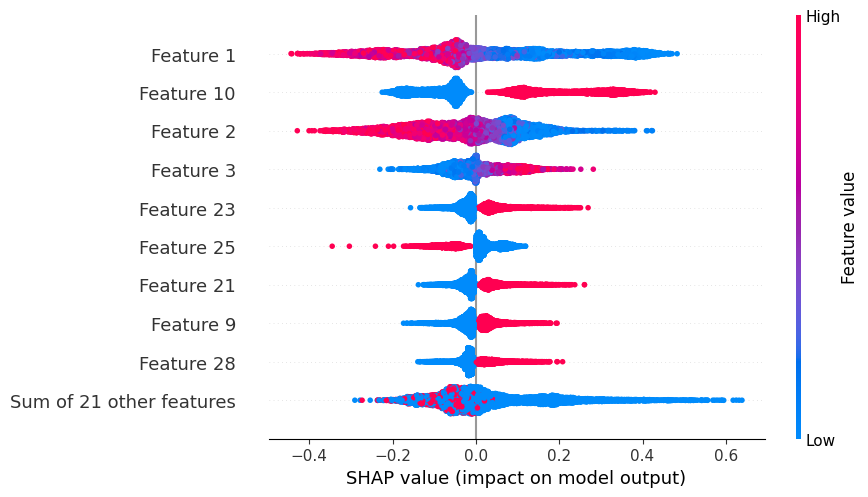 High
Feature 1
Feature 10
Feature 2
Feature 3
Feature 23
Feature 25
Feature 21
Feature 9
Feature 28
Sum of 21 other features
Feature value
Low
−0.4 −0.2 0.0 0.2 0.4 0.6
SHAP value (impact on model output)